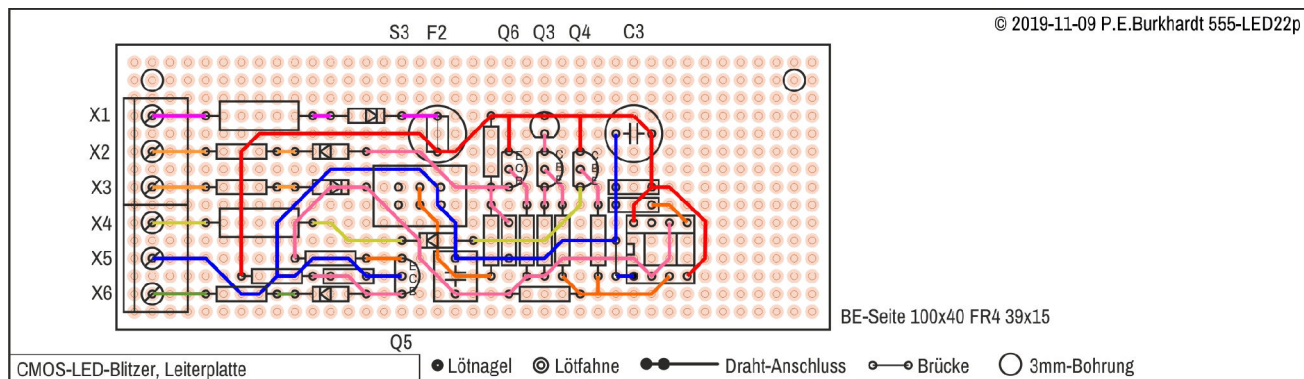 © 2019-11-09 P.E.Burkhardt 555-LED22p
S3 F2 Q6 Q3 Q4 C3
X1
X2
X3
X4
X5
X6
E
C
B
C
E
C
E
E
C
B
Q5
BE-Seite 100x40 FR4 39x15
CMOS-LED-Blitzer, Leiterplatte
Lötnagel Lötfahne Draht-Anschluss Brücke 3mm-Bohrung